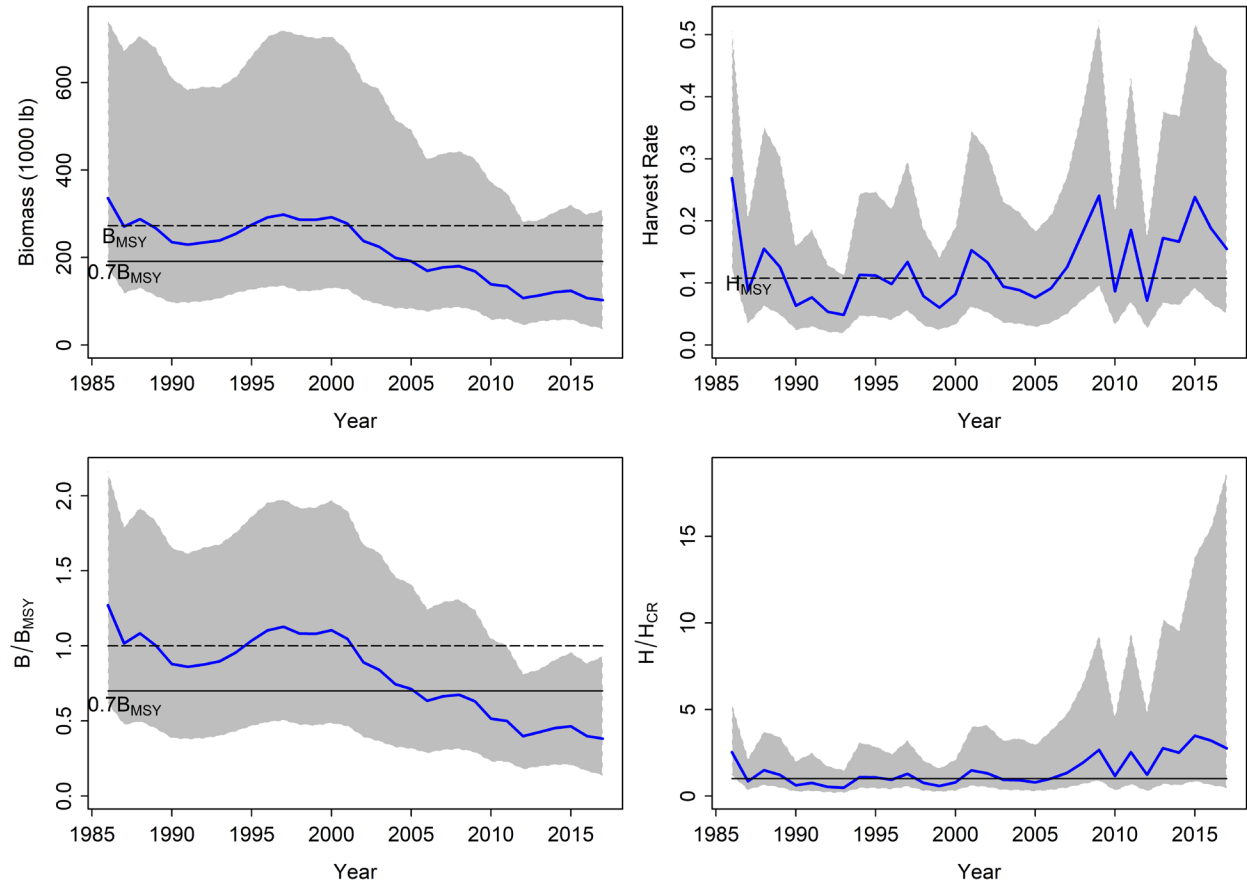 Biomass (1000 lb)
600
400
200
0
B_MSY
0.7B_MSY
1985 1990 1995 2000 2005 2010 2015
Year
Harvest Rate
0.5
0.4
0.3
0.2
0.1
0.0
H_MSY
1985 1990 1995 2000 2005 2010 2015
Year
B/B_MSY
2.0
1.5
1.0
0.5
0.0
0.7B_MSY
1985 1990 1995 2000 2005 2010 2015
Year
H/H_CR
15
10
5
0
1985 1990 1995 2000 2005 2010 2015
Year